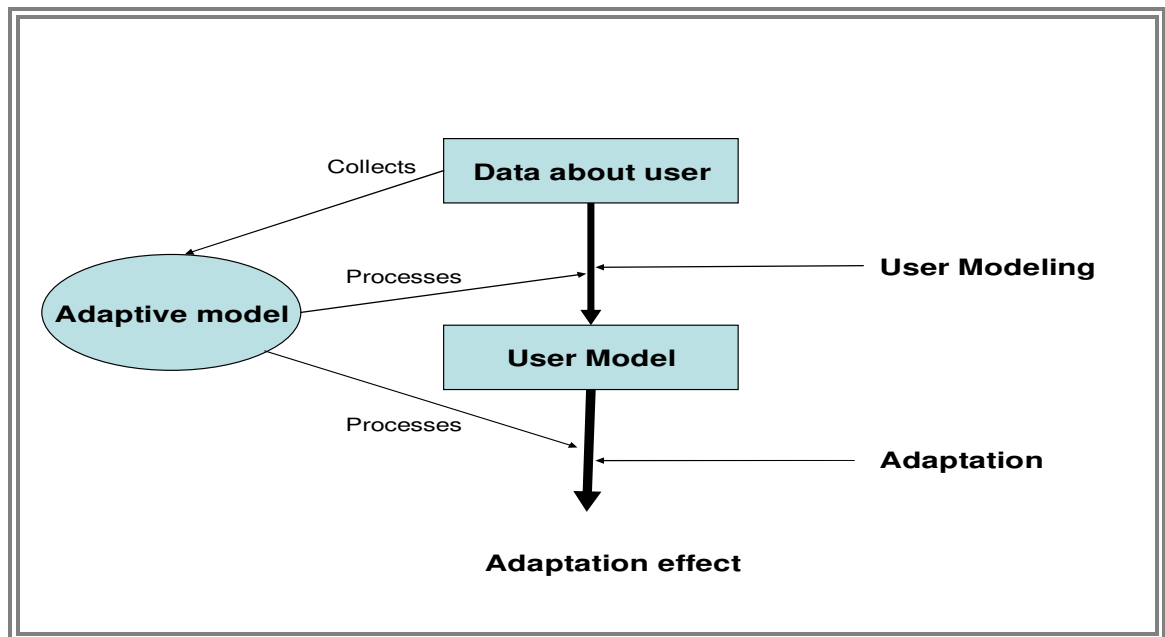 Collects
Data about user
Processes
User Modeling
Adaptive model
User Model
Processes
Adaptation
Adaptation effect